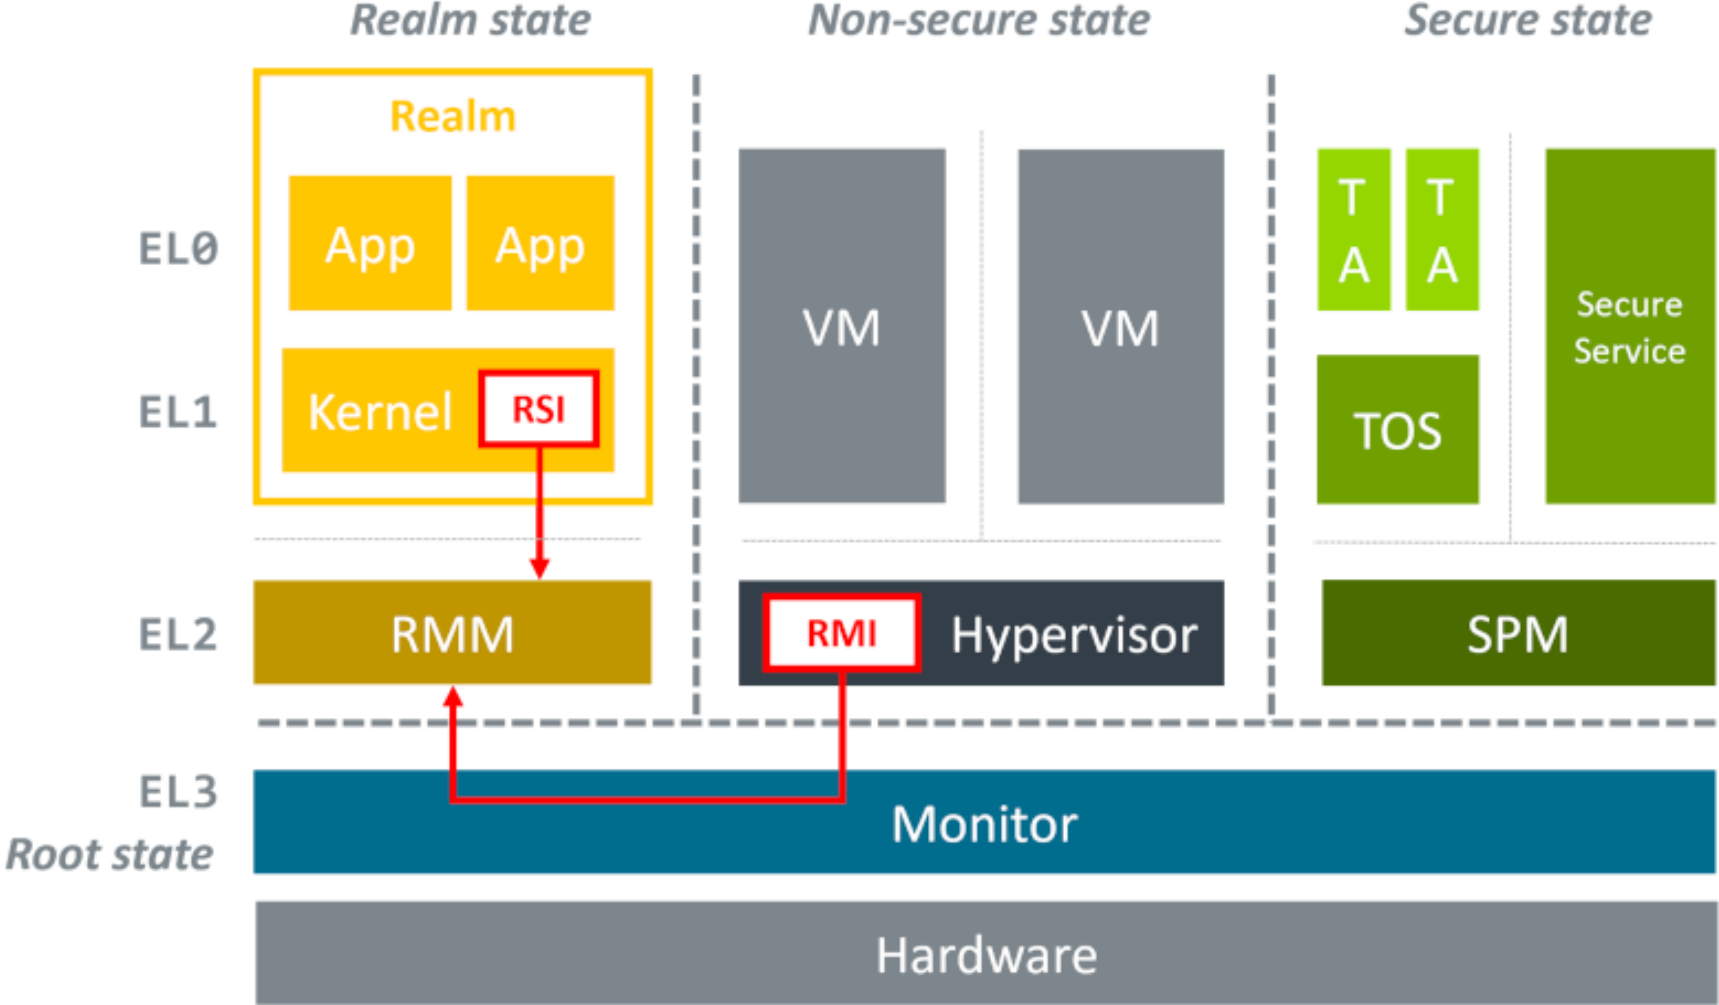 Realm state
Non-secure state
Secure state
Realm
EL0
App
App
VM
VM
T
A
T
A
Secure
Service
EL1
Kernel
RSI
TOS
EL2
RMM
RMI
Hypervisor
SPM
EL3
Root state
Monitor
Hardware